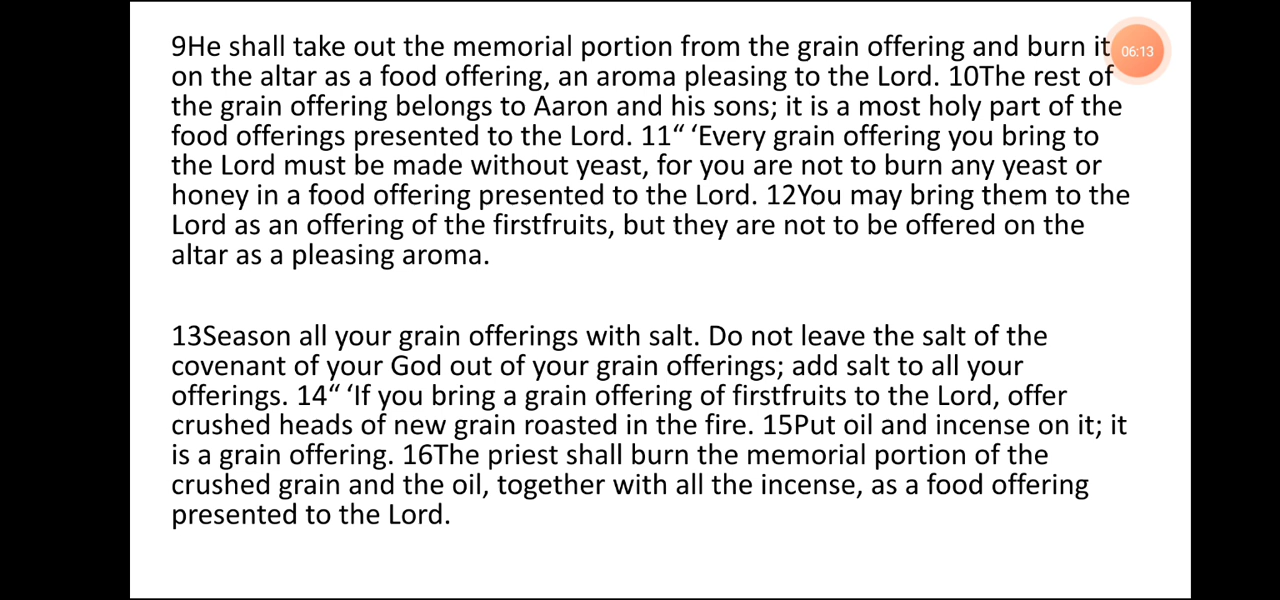 9He shall take out the memorial portion from the grain offering and burn it
06:13
on the altar as a food offering, an aroma pleasing to the Lord. 10The rest of
the grain offering belongs to Aaron and his sons; it is a most holy part of the
food offerings presented to the Lord. 11“ ‘Every grain offering you bring to
the Lord must be made without yeast, for you are not to burn any yeast or
honey in a food offering presented to the Lord. 12You may bring them to the
Lord as an offering of the firstfruits, but they are not to be offered on the
altar as a pleasing aroma.
13Season all your grain offerings with salt. Do not leave the salt of the
covenant of your God out of your grain offerings; add salt to all your
offerings. 14“ ‘If you bring a grain offering of firstfruits to the Lord, offer
crushed heads of new grain roasted in the fire. 15Put oil and incense on it; it
is a grain offering. 16The priest shall burn the memorial portion of the
crushed grain and the oil, together with all the incense, as a food offering
presented to the Lord.